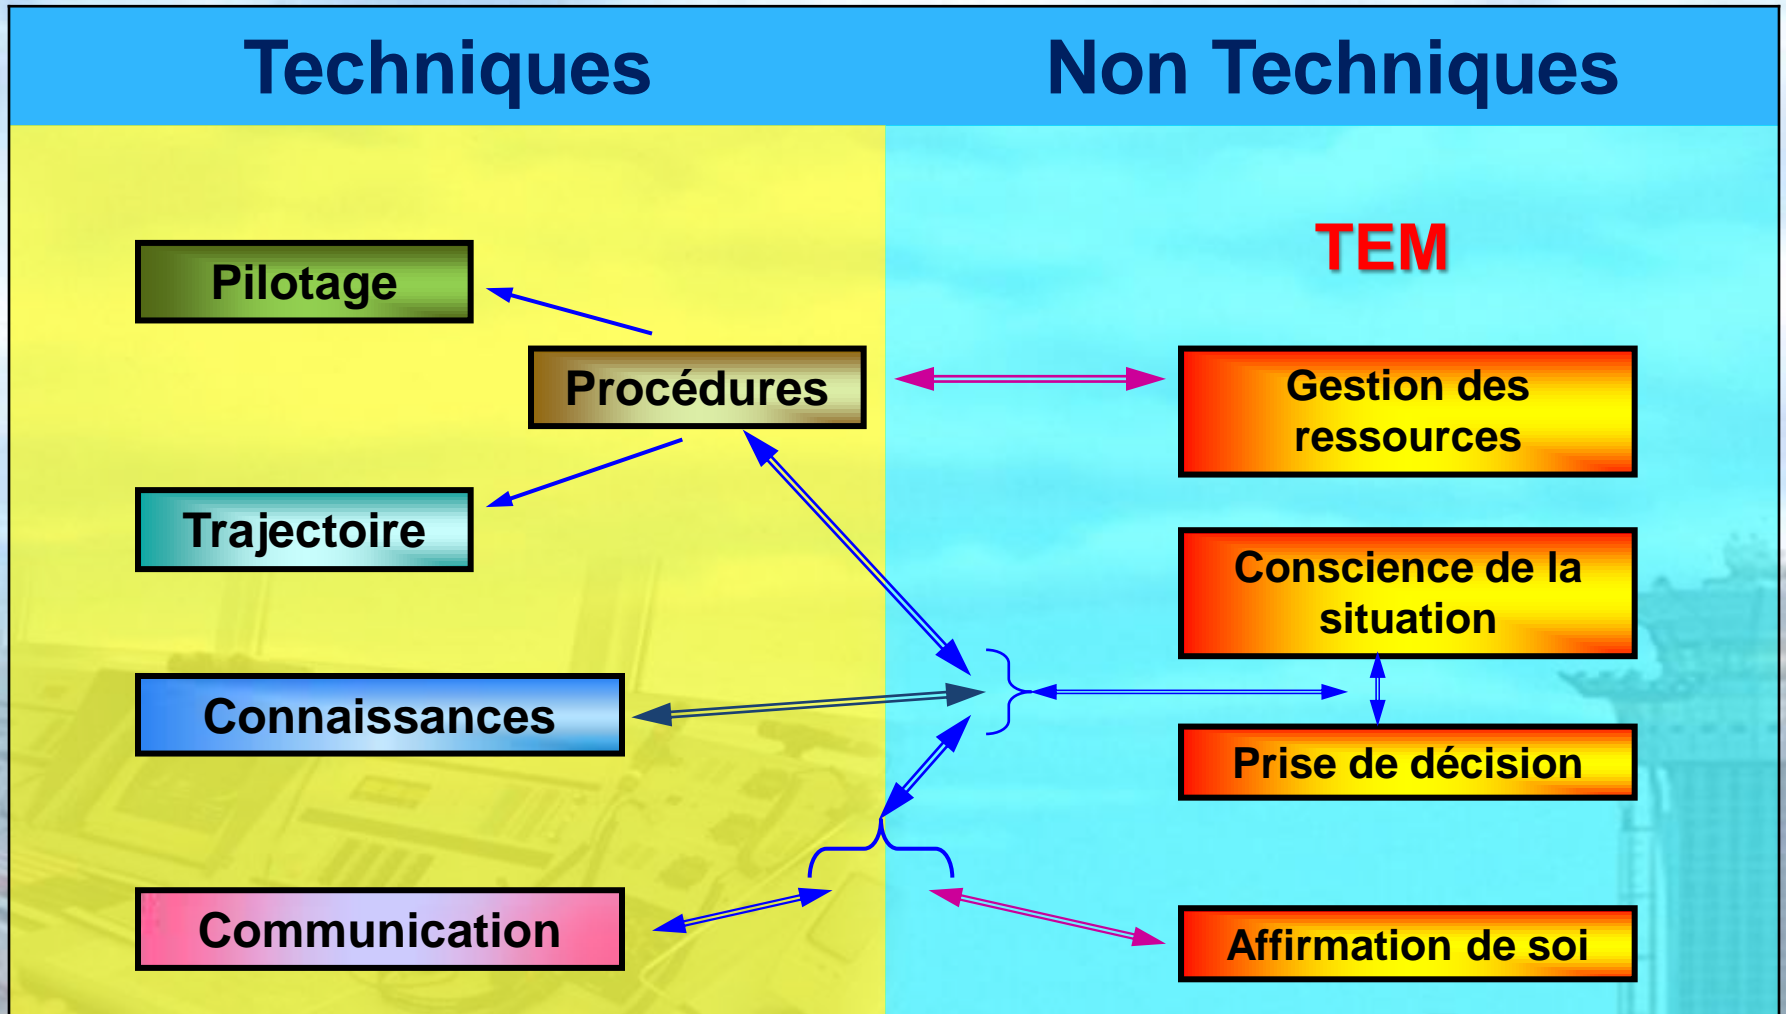 Techniques
Non Techniques
TEM
Pilotage
Procédures
Gestion des
ressources
Trajectoire
Conscience de la
situation
Connaissances
Prise de décision
Communication
Affirmation de soi